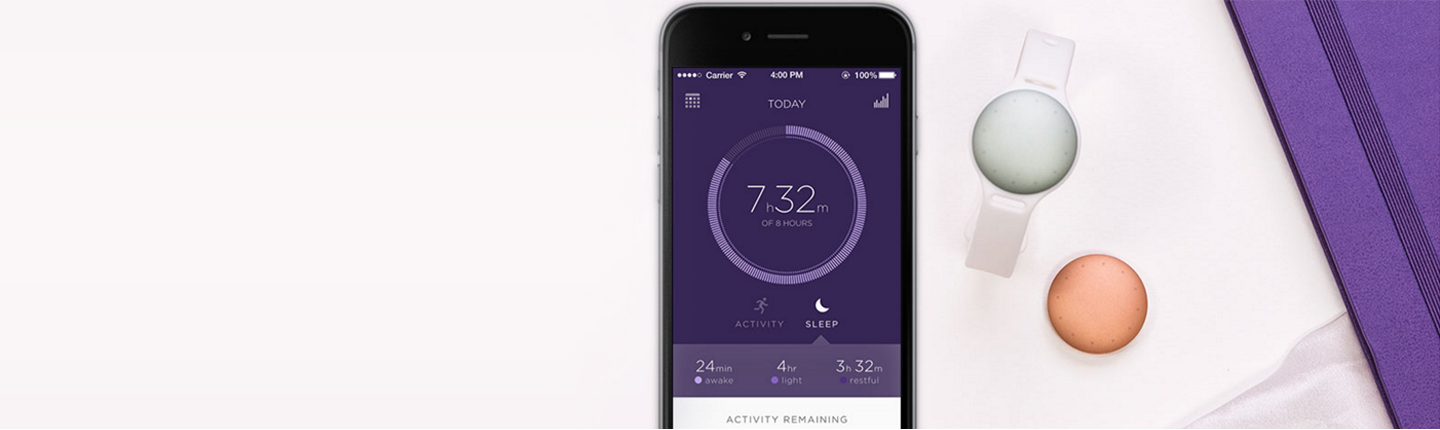 Carrier 4:00 PM 100%
TODAY
7h32m
OF 8 HOURS
ACTIVITY SLEEP
24min 4hr 3h 32m
awake light restful
ACTIVITY REMAINING